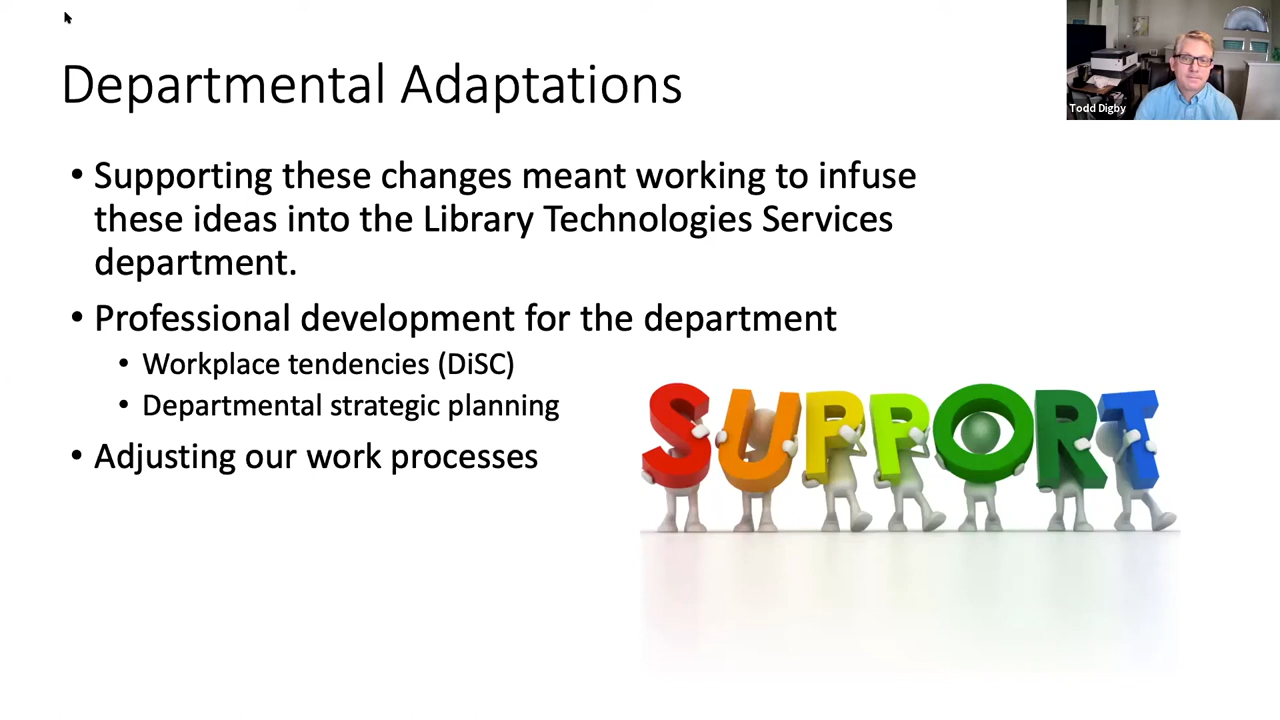 Departmental Adaptations
Todd Digby
• Supporting these changes meant working to infuse
these ideas into the Library Technologies Services
department.
• Professional development for the department
• Workplace tendencies (DiSC)
• Departmental strategic planning
• Adjusting our work processes
SUPPORT